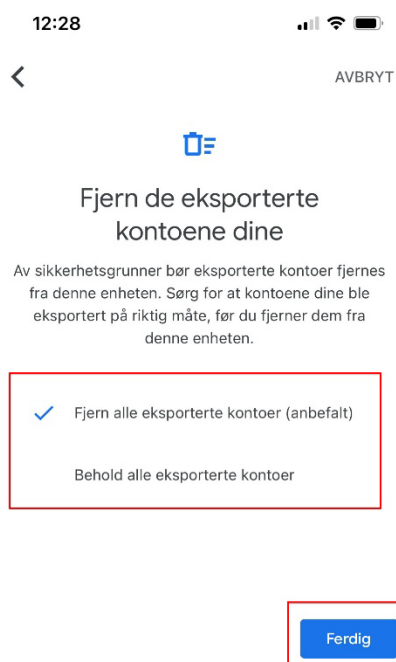 12:28
AVBRYT
Fjern de eksporterte
kontoene dine
Av sikkerhetsgrunner bør eksporterte kontoer fjernes
fra denne enheten. Sørg for at kontoene dine ble
eksportert på riktig måte, før du fjerner dem fra
denne enheten.
Fjern alle eksporterte kontoer (anbefalt)
Behold alle eksporterte kontoer
Ferdig